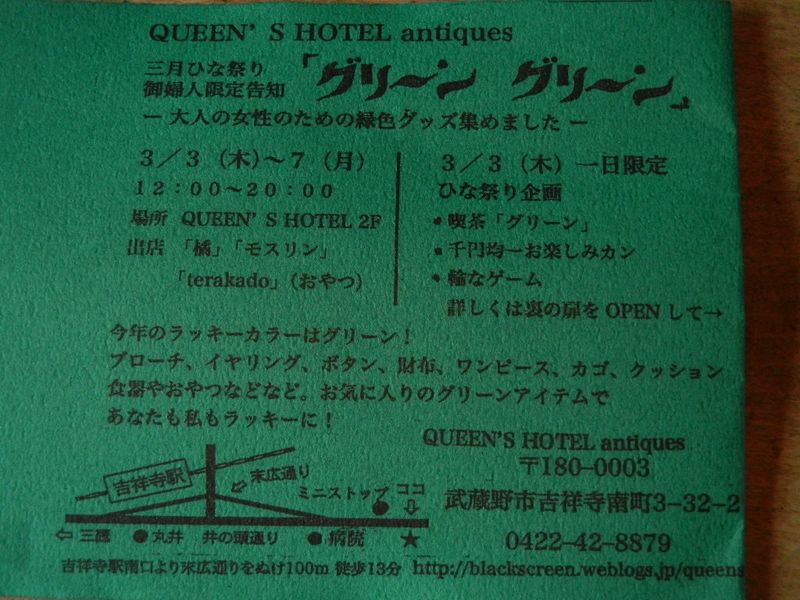 QUEEN'S HOTEL antiques
三月ひな祭り
御婦人限定告知
「グリーン グリーン」
ー 大人の女性のための緑色グッズ集めました ー
3/3(木)〜7(月)
12:00〜20:00
場所 QUEEN'S HOTEL 2F
出店 「橘」「モスリン」
「terakado」(おやつ)
3/3(木)一日限定
ひな祭り企画
・喫茶「グリーン」
・千円均一お楽しみカン
・輪なゲーム
詳しくは裏の扉を OPEN して→
今年のラッキーカラーはグリーン!
ブローチ、イヤリング、ボタン、財布、ワンピース、カゴ、クッション
食器やおやつなどなど。お気に入りのグリーンアイテムで
あなたも私もラッキーに!
QUEEN'S HOTEL antiques
〒180-0003
武蔵野市吉祥寺南町3-32-2
0422-42-8879
http://blackscreen.weblogs.jp/queens
吉祥寺駅
末広通り
ミニストップ
ココ
⇦ 三鷹 ●丸井 井の頭通り ●病院 ★
吉祥寺駅南口より末広通りをぬけ100m 徒歩13分